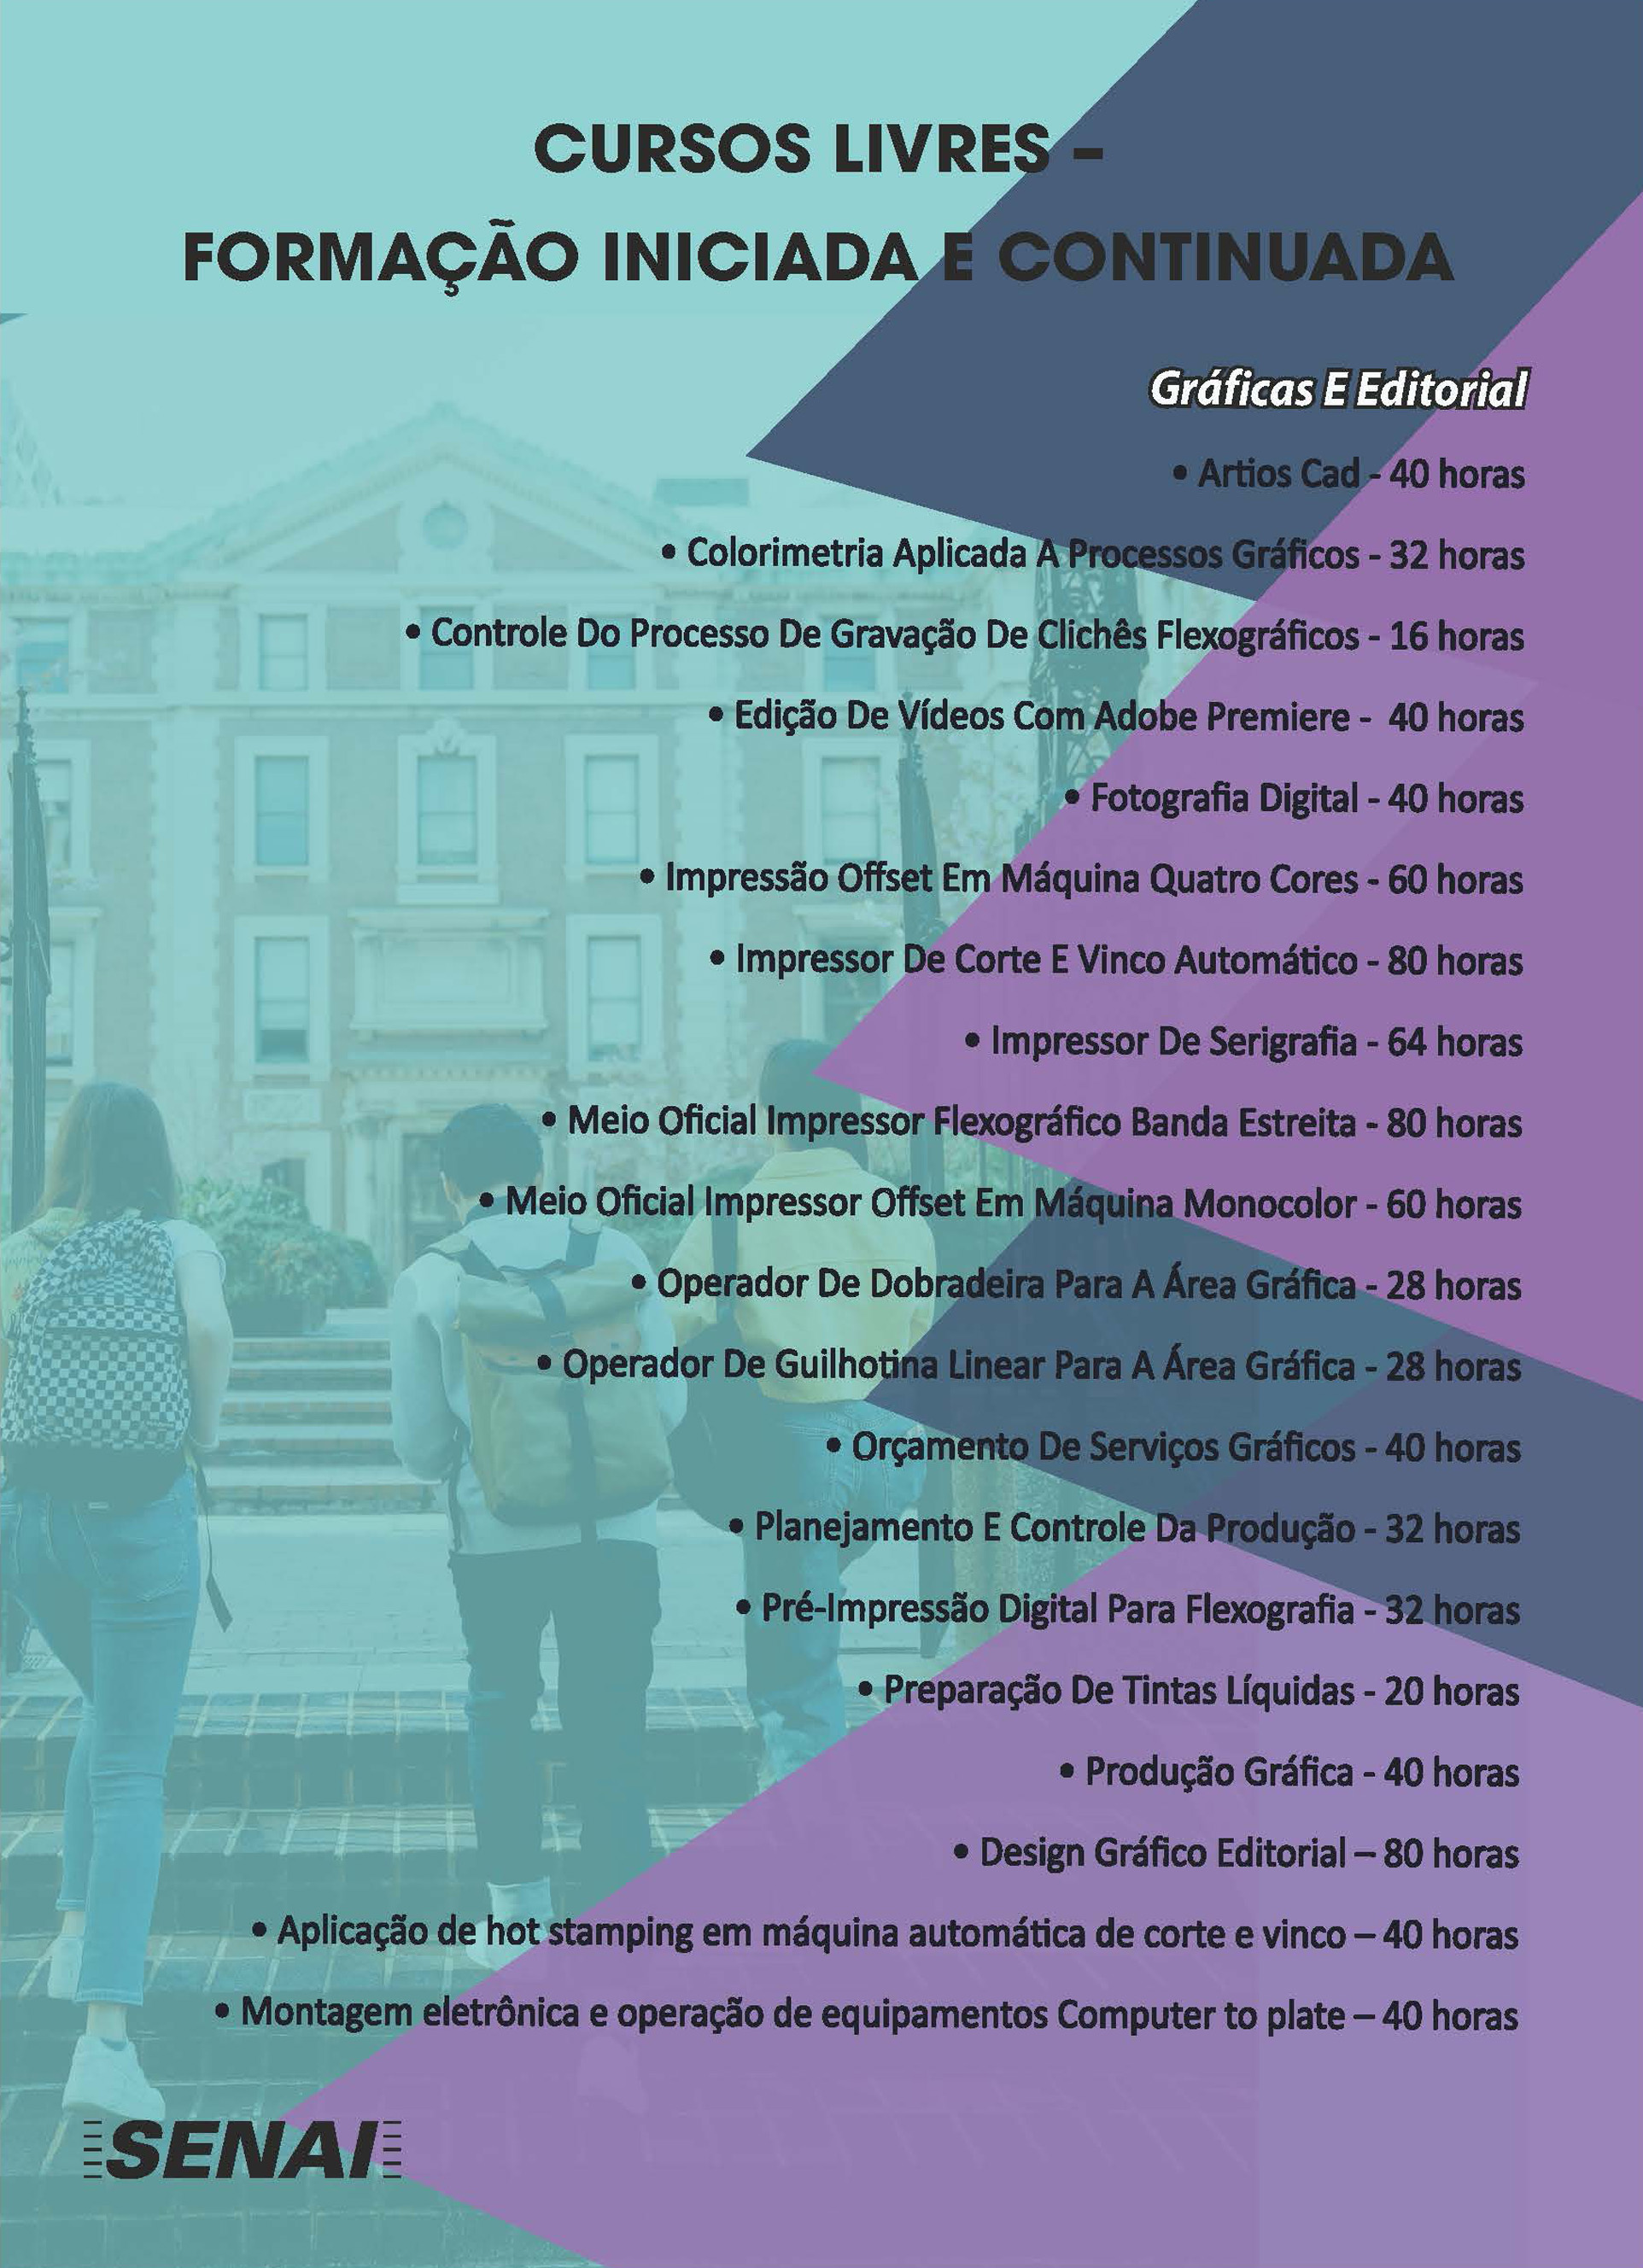 CURSOS LIVRES –
FORMAÇÃO INICIADA E CONTINUADA
Gráficas E Editorial
• Artios Cad - 40 horas
• Colorimetria Aplicada A Processos Gráficos - 32 horas
• Controle Do Processo De Gravação De Clichês Flexográficos - 16 horas
• Edição De Vídeos Com Adobe Premiere - 40 horas
• Fotografia Digital - 40 horas
• Impressão Offset Em Máquina Quatro Cores - 60 horas
• Impressor De Corte E Vinco Automático - 80 horas
• Impressor De Serigrafia - 64 horas
• Meio Oficial Impressor Flexográfico Banda Estreita - 80 horas
• Meio Oficial Impressor Offset Em Máquina Monocolor - 60 horas
• Operador De Dobradeira Para A Área Gráfica - 28 horas
• Operador De Guilhotina Linear Para A Área Gráfica - 28 horas
• Orçamento De Serviços Gráficos - 40 horas
• Planejamento E Controle Da Produção - 32 horas
• Pré-Impressão Digital Para Flexografia - 32 horas
• Preparação De Tintas Líquidas - 20 horas
• Produção Gráfica - 40 horas
• Design Gráfico Editorial – 80 horas
• Aplicação de hot stamping em máquina automática de corte e vinco – 40 horas
• Montagem eletrônica e operação de equipamentos Computer to plate – 40 horas
SENAI